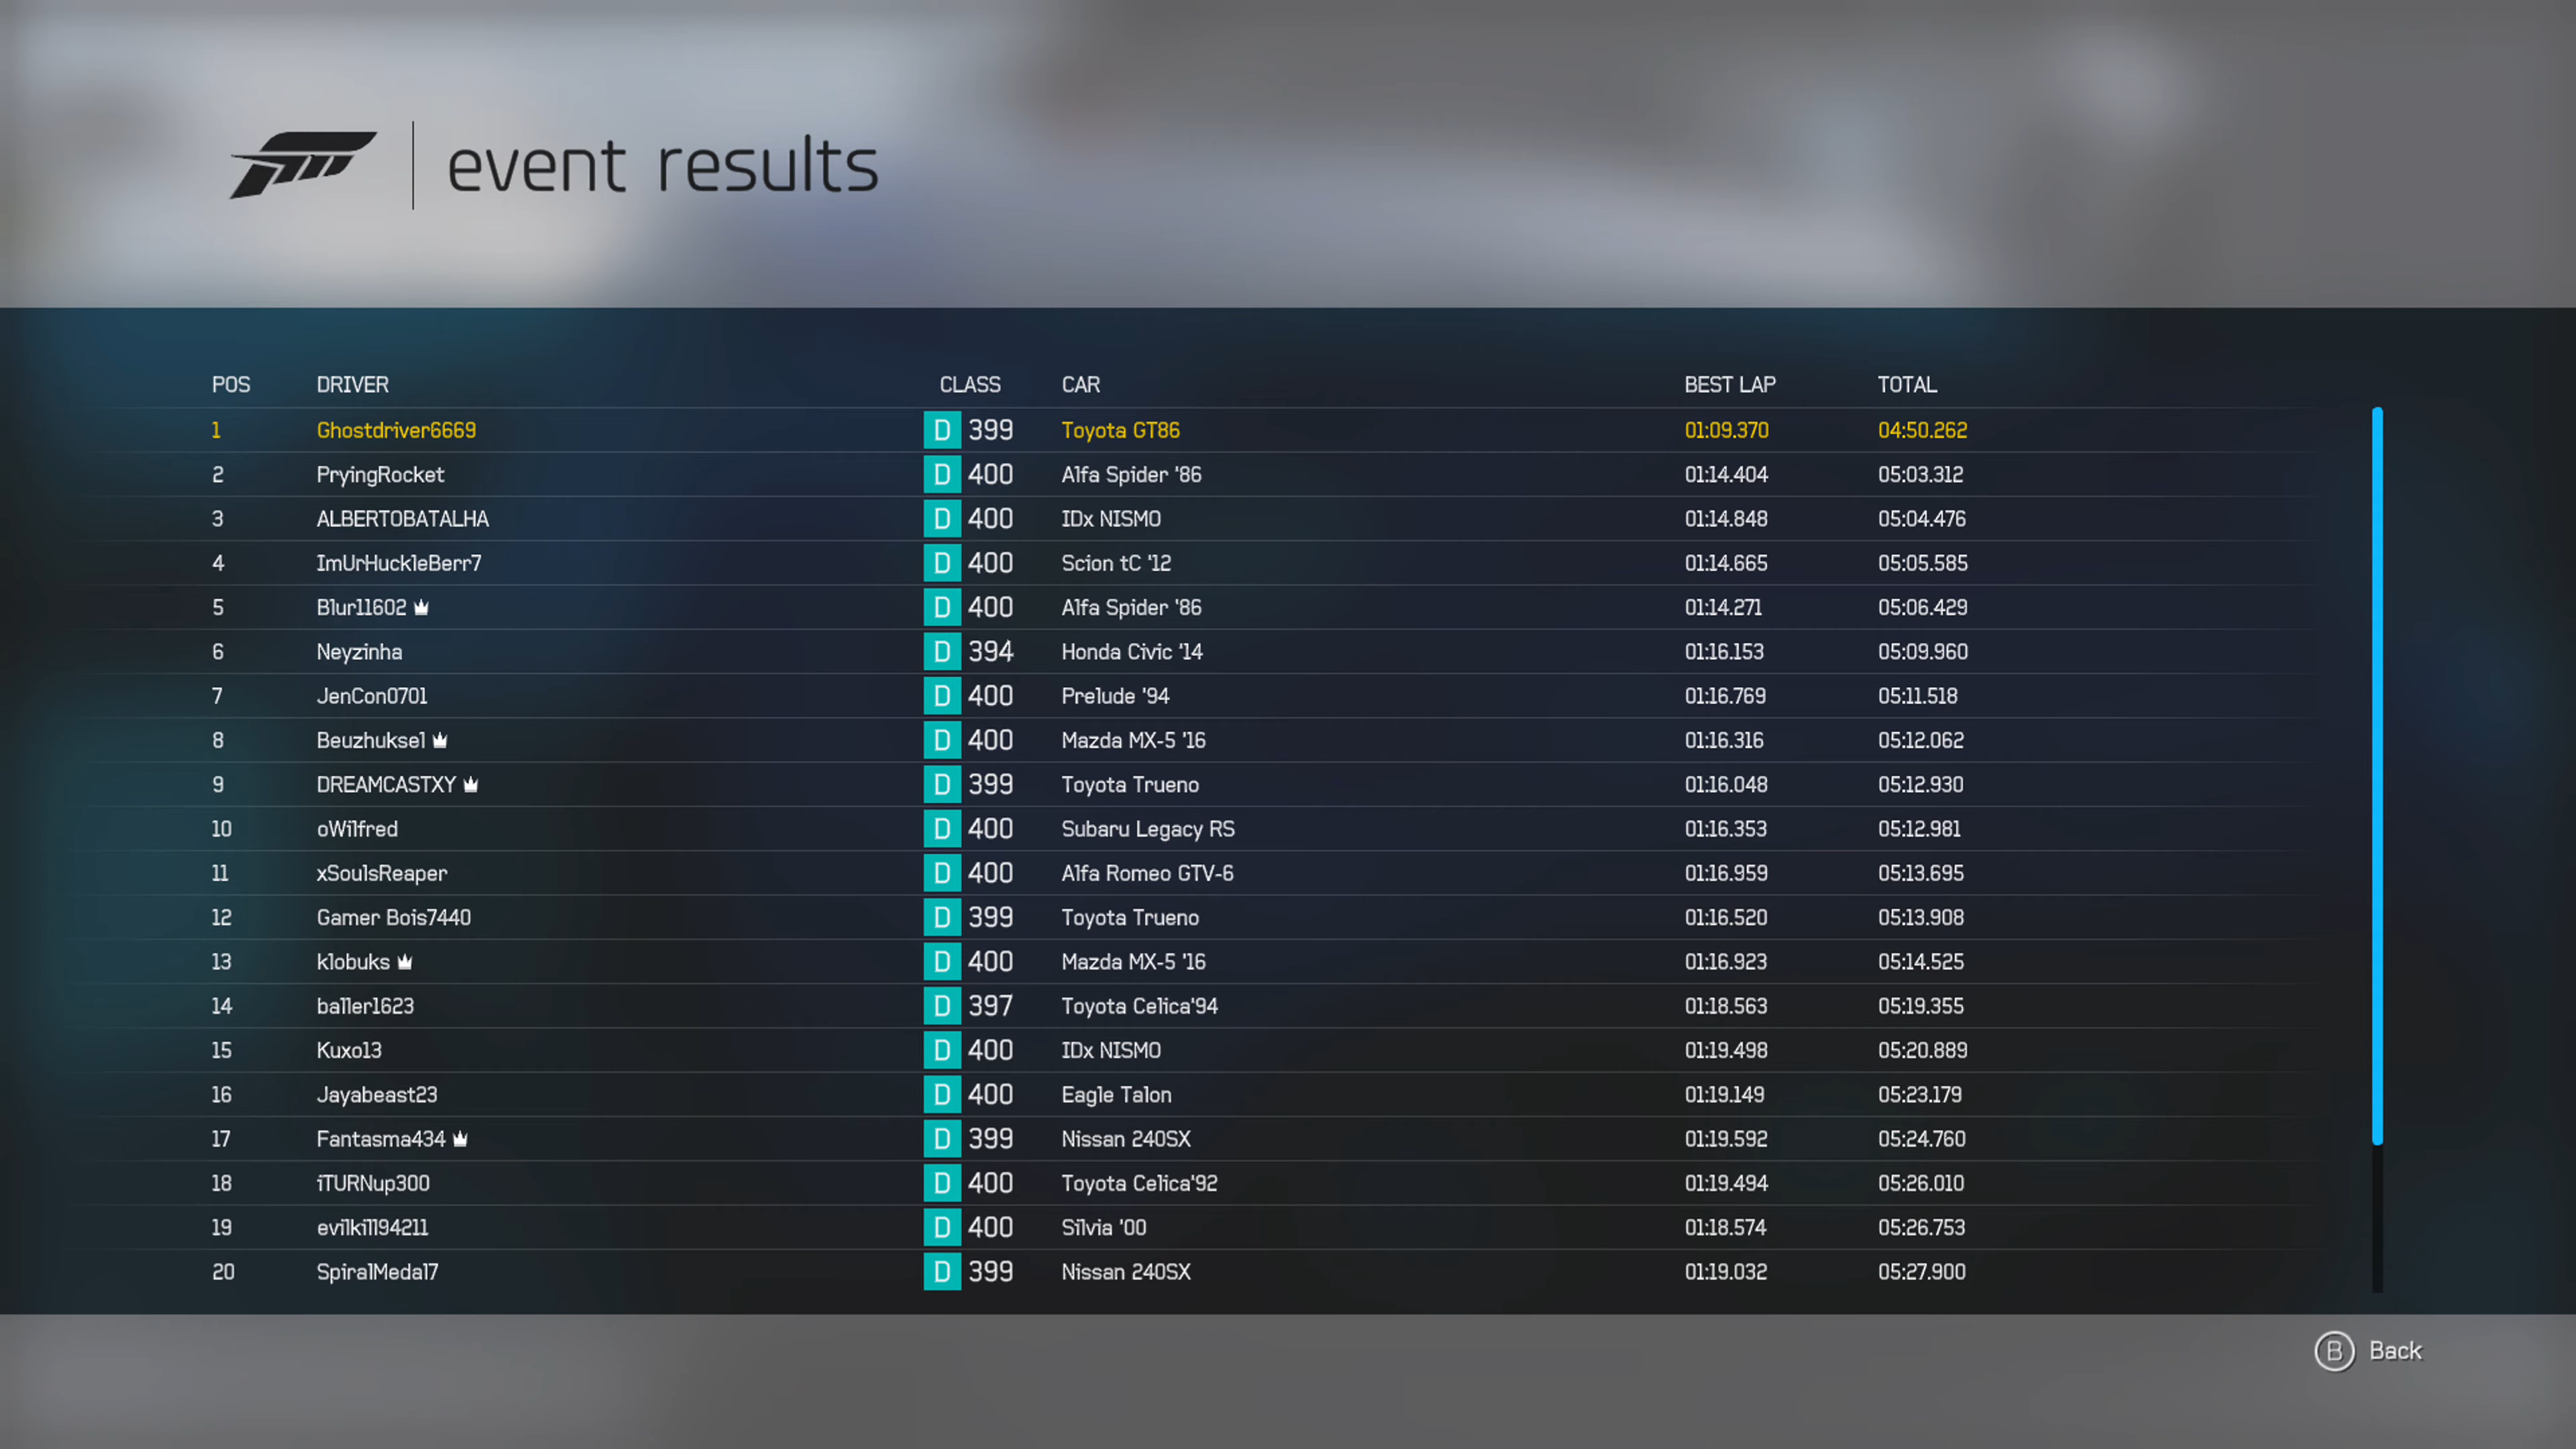 event results
POS DRIVER CLASS CAR BEST LAP TOTAL
1 Ghostdriver6669 D 399 Toyota GT86 01:09.370 04:50.262
2 PryingRocket D 400 Alfa Spider '86 01:14.404 05:03.312
3 ALBERTOBATALHA D 400 IDx NISMO 01:14.848 05:04.476
4 ImUrHuckleBerr7 D 400 Scion tC '12 01:14.665 05:05.585
5 Blur11602 D 400 Alfa Spider '86 01:14.271 05:06.429
6 Neyzinha D 394 Honda Civic '14 01:16.153 05:09.960
7 JenCon0701 D 400 Prelude '94 01:16.769 05:11.518
8 Beuzhuksel D 400 Mazda MX-5 '16 01:16.316 05:12.062
9 DREAMCASTXY D 399 Toyota Trueno 01:16.048 05:12.930
10 oWilfred D 400 Subaru Legacy RS 01:16.353 05:12.981
11 xSoulsReaper D 400 Alfa Romeo GTV-6 01:16.959 05:13.695
12 Gamer Bois7440 D 399 Toyota Trueno 01:16.520 05:13.908
13 klobuks D 400 Mazda MX-5 '16 01:16.923 05:14.525
14 baller1623 D 397 Toyota Celica'94 01:18.563 05:19.355
15 Kuxo13 D 400 IDx NISMO 01:19.498 05:20.889
16 Jayabeast23 D 400 Eagle Talon 01:19.149 05:23.179
17 Fantasma434 D 399 Nissan 240SX 01:19.592 05:24.760
18 iTURNup300 D 400 Toyota Celica'92 01:19.494 05:26.010
19 evilkill94211 D 400 Silvia '00 01:18.574 05:26.753
20 SpiralMedal7 D 399 Nissan 240SX 01:19.032 05:27.900
B Back